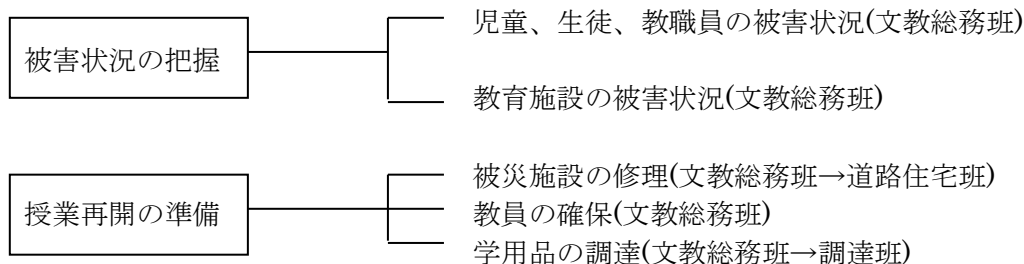 児童、生徒、教職員の被害状況(文教総務班)
被害状況の把握
教育施設の被害状況(文教総務班)
被災施設の修理(文教総務班→道路住宅班)
授業再開の準備
教員の確保(文教総務班)
学用品の調達(文教総務班→調達班)